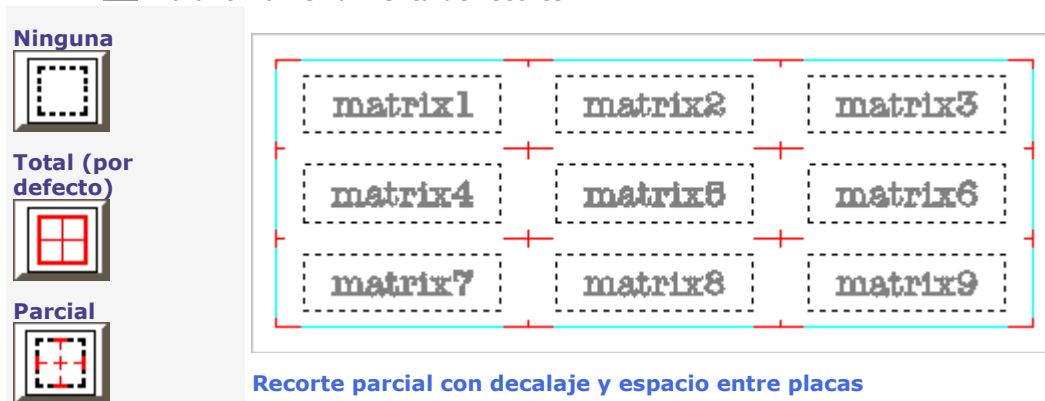 Ninguna
Total (por
defecto)
Parcial
matrix1 matrix2 matrix3
matrix4 matrix5 matrix6
matrix7 matrix8 matrix9
Recorte parcial con decalaje y espacio entre placas